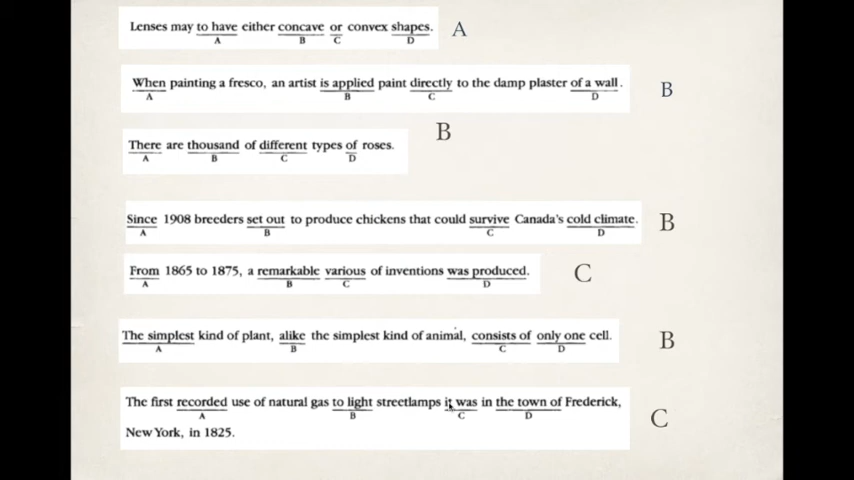 Lenses may to have either concave or convex shapes. A
A B C D
When painting a fresco, an artist is applied paint directly to the damp plaster of a wall. B
A B C D
There are thousand of different types of roses. B
A B C D
Since 1908 breeders set out to produce chickens that could survive Canada's cold climate. B
A B C D
From 1865 to 1875, a remarkable various of inventions was produced. C
A B C D
The simplest kind of plant, alike the simplest kind of animal, consists of only one cell. B
A B C D
The first recorded use of natural gas to light streetlamps it was in the town of Frederick, C
A B C D
New York, in 1825.